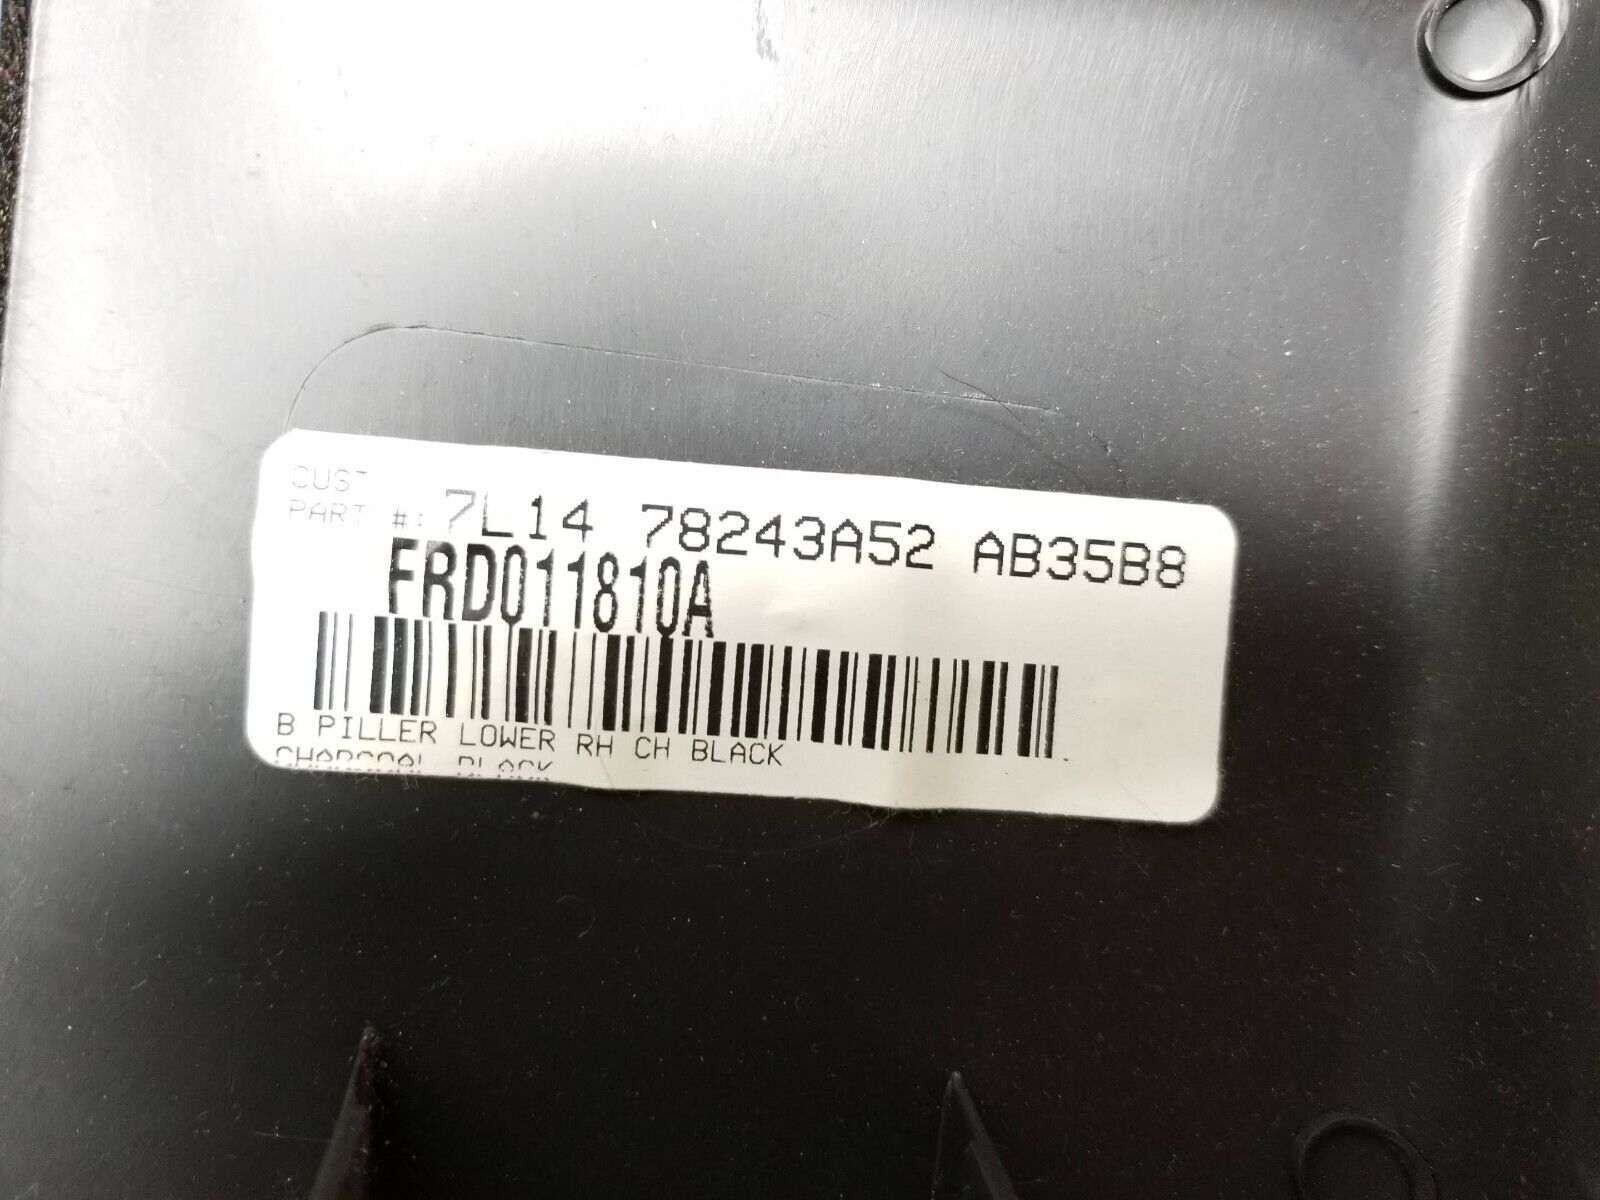 CUST
PART #: 7L14 78243A52 AB35B8
FRD011810A
B PILLER LOWER RH CH BLACK
CHARCOAL BLACK